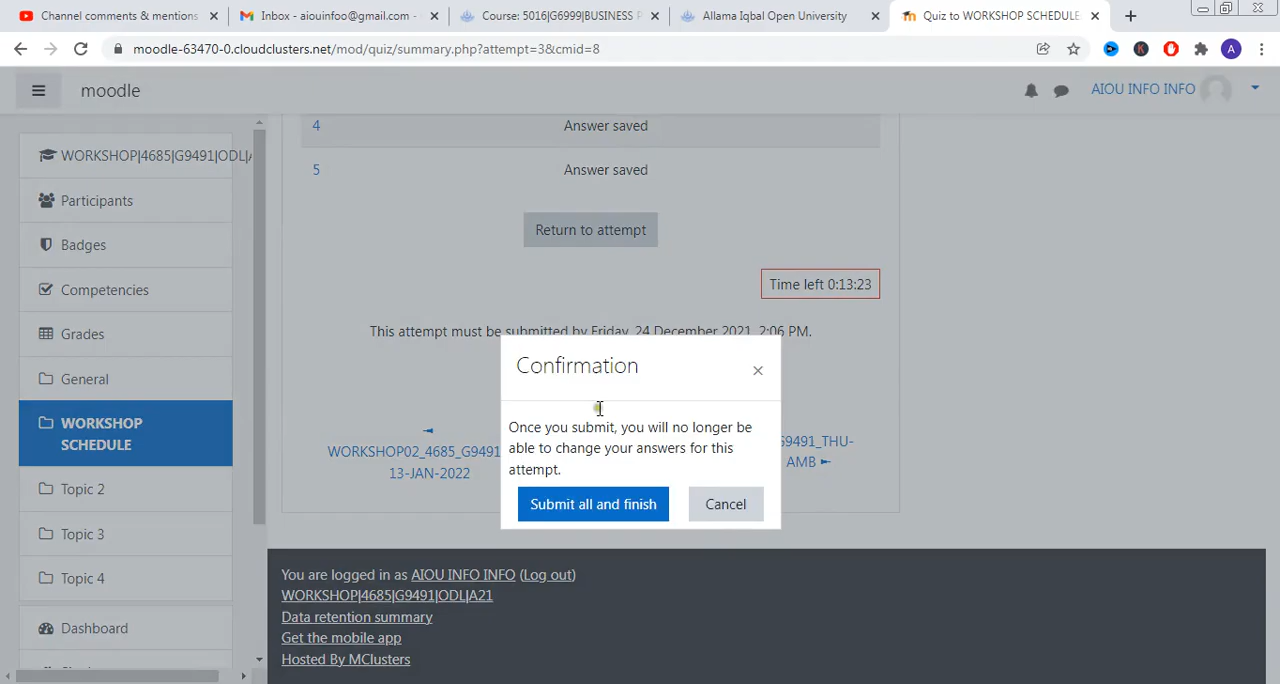 Channel comments & mentions
Inbox - aiouinfoo@gmail.com -
Course: 5016|G6999|BUSINESS P
Allama Iqbal Open University
Quiz to WORKSHOP SCHEDULE
moodle-63470-0.cloudclusters.net/mod/quiz/summary.php?attempt=3&cmid=8
K
A
moodle
AIOU INFO INFO
WORKSHOP|4685|G9491|ODL|A
Participants
Badges
Competencies
Grades
General
WORKSHOP
SCHEDULE
Topic 2
Topic 3
Topic 4
Dashboard
4 Answer saved
5 Answer saved
Return to attempt
Time left 0:13:23
This attempt must be submitted by Friday, 24 December 2021, 2:06 PM.
Confirmation
×
Once you submit, you will no longer be
able to change your answers for this
attempt.
Submit all and finish
Cancel
◄
WORKSHOP02_4685_G9491
13-JAN-2022
G9491_THU-
AMB ►
You are logged in as AIOU INFO INFO (Log out)
WORKSHOP|4685|G9491|ODL|A21
Data retention summary
Get the mobile app
Hosted By MClusters